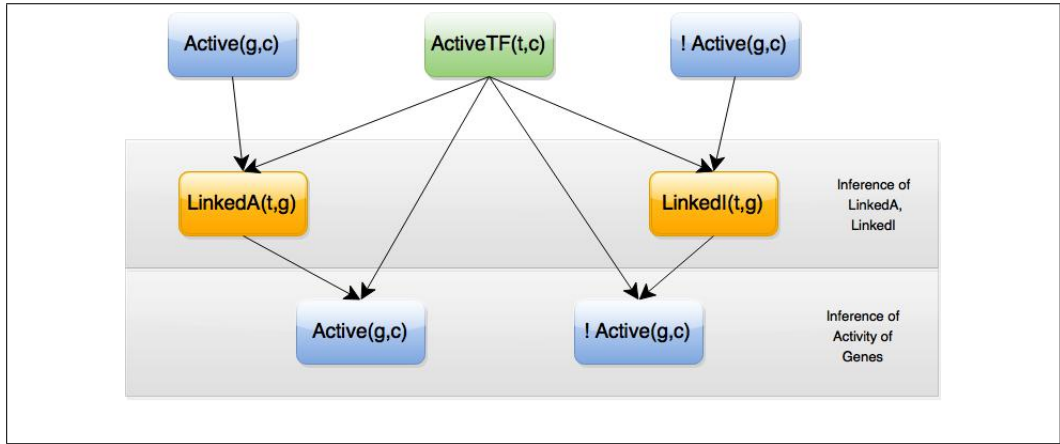 Active(g,c)
ActiveTF(t,c)
! Active(g,c)
LinkedA(t,g)
LinkedI(t,g)
Inference of
LinkedA,
LinkedI
Active(g,c)
! Active(g,c)
Inference of
Activity of
Genes